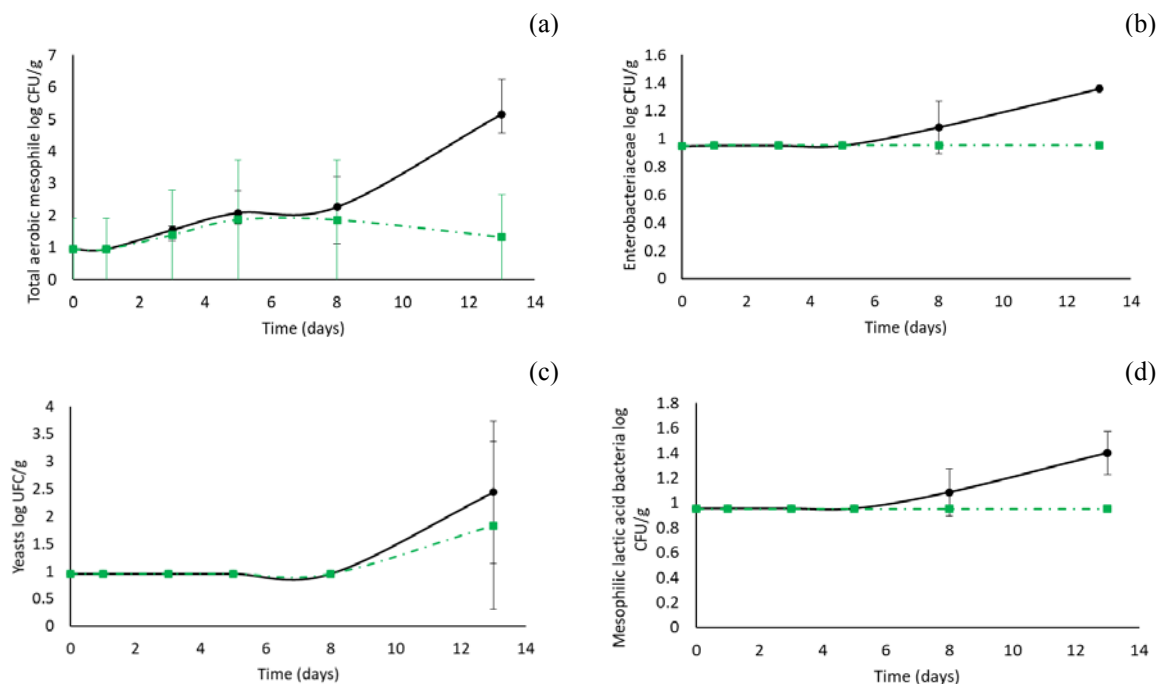 (a)
Total aerobic mesophile log CFU/g
7
6
5
4
3
2
1
0
0 2 4 6 8 10 12 14
Time (days)
(b)
Enterobacteriaceae log CFU/g
1.6
1.4
1.2
1
0.8
0.6
0.4
0.2
0
0 2 4 6 8 10 12 14
Time (days)
(c)
Yeasts log UFC/g
4
3.5
3
2.5
2
1.5
1
0.5
0
0 2 4 6 8 10 12 14
Time (days)
(d)
Mesophilic lactic acid bacteria log
CFU/g
1.8
1.6
1.4
1.2
1
0.8
0.6
0.4
0.2
0
0 2 4 6 8 10 12 14
Time (days)